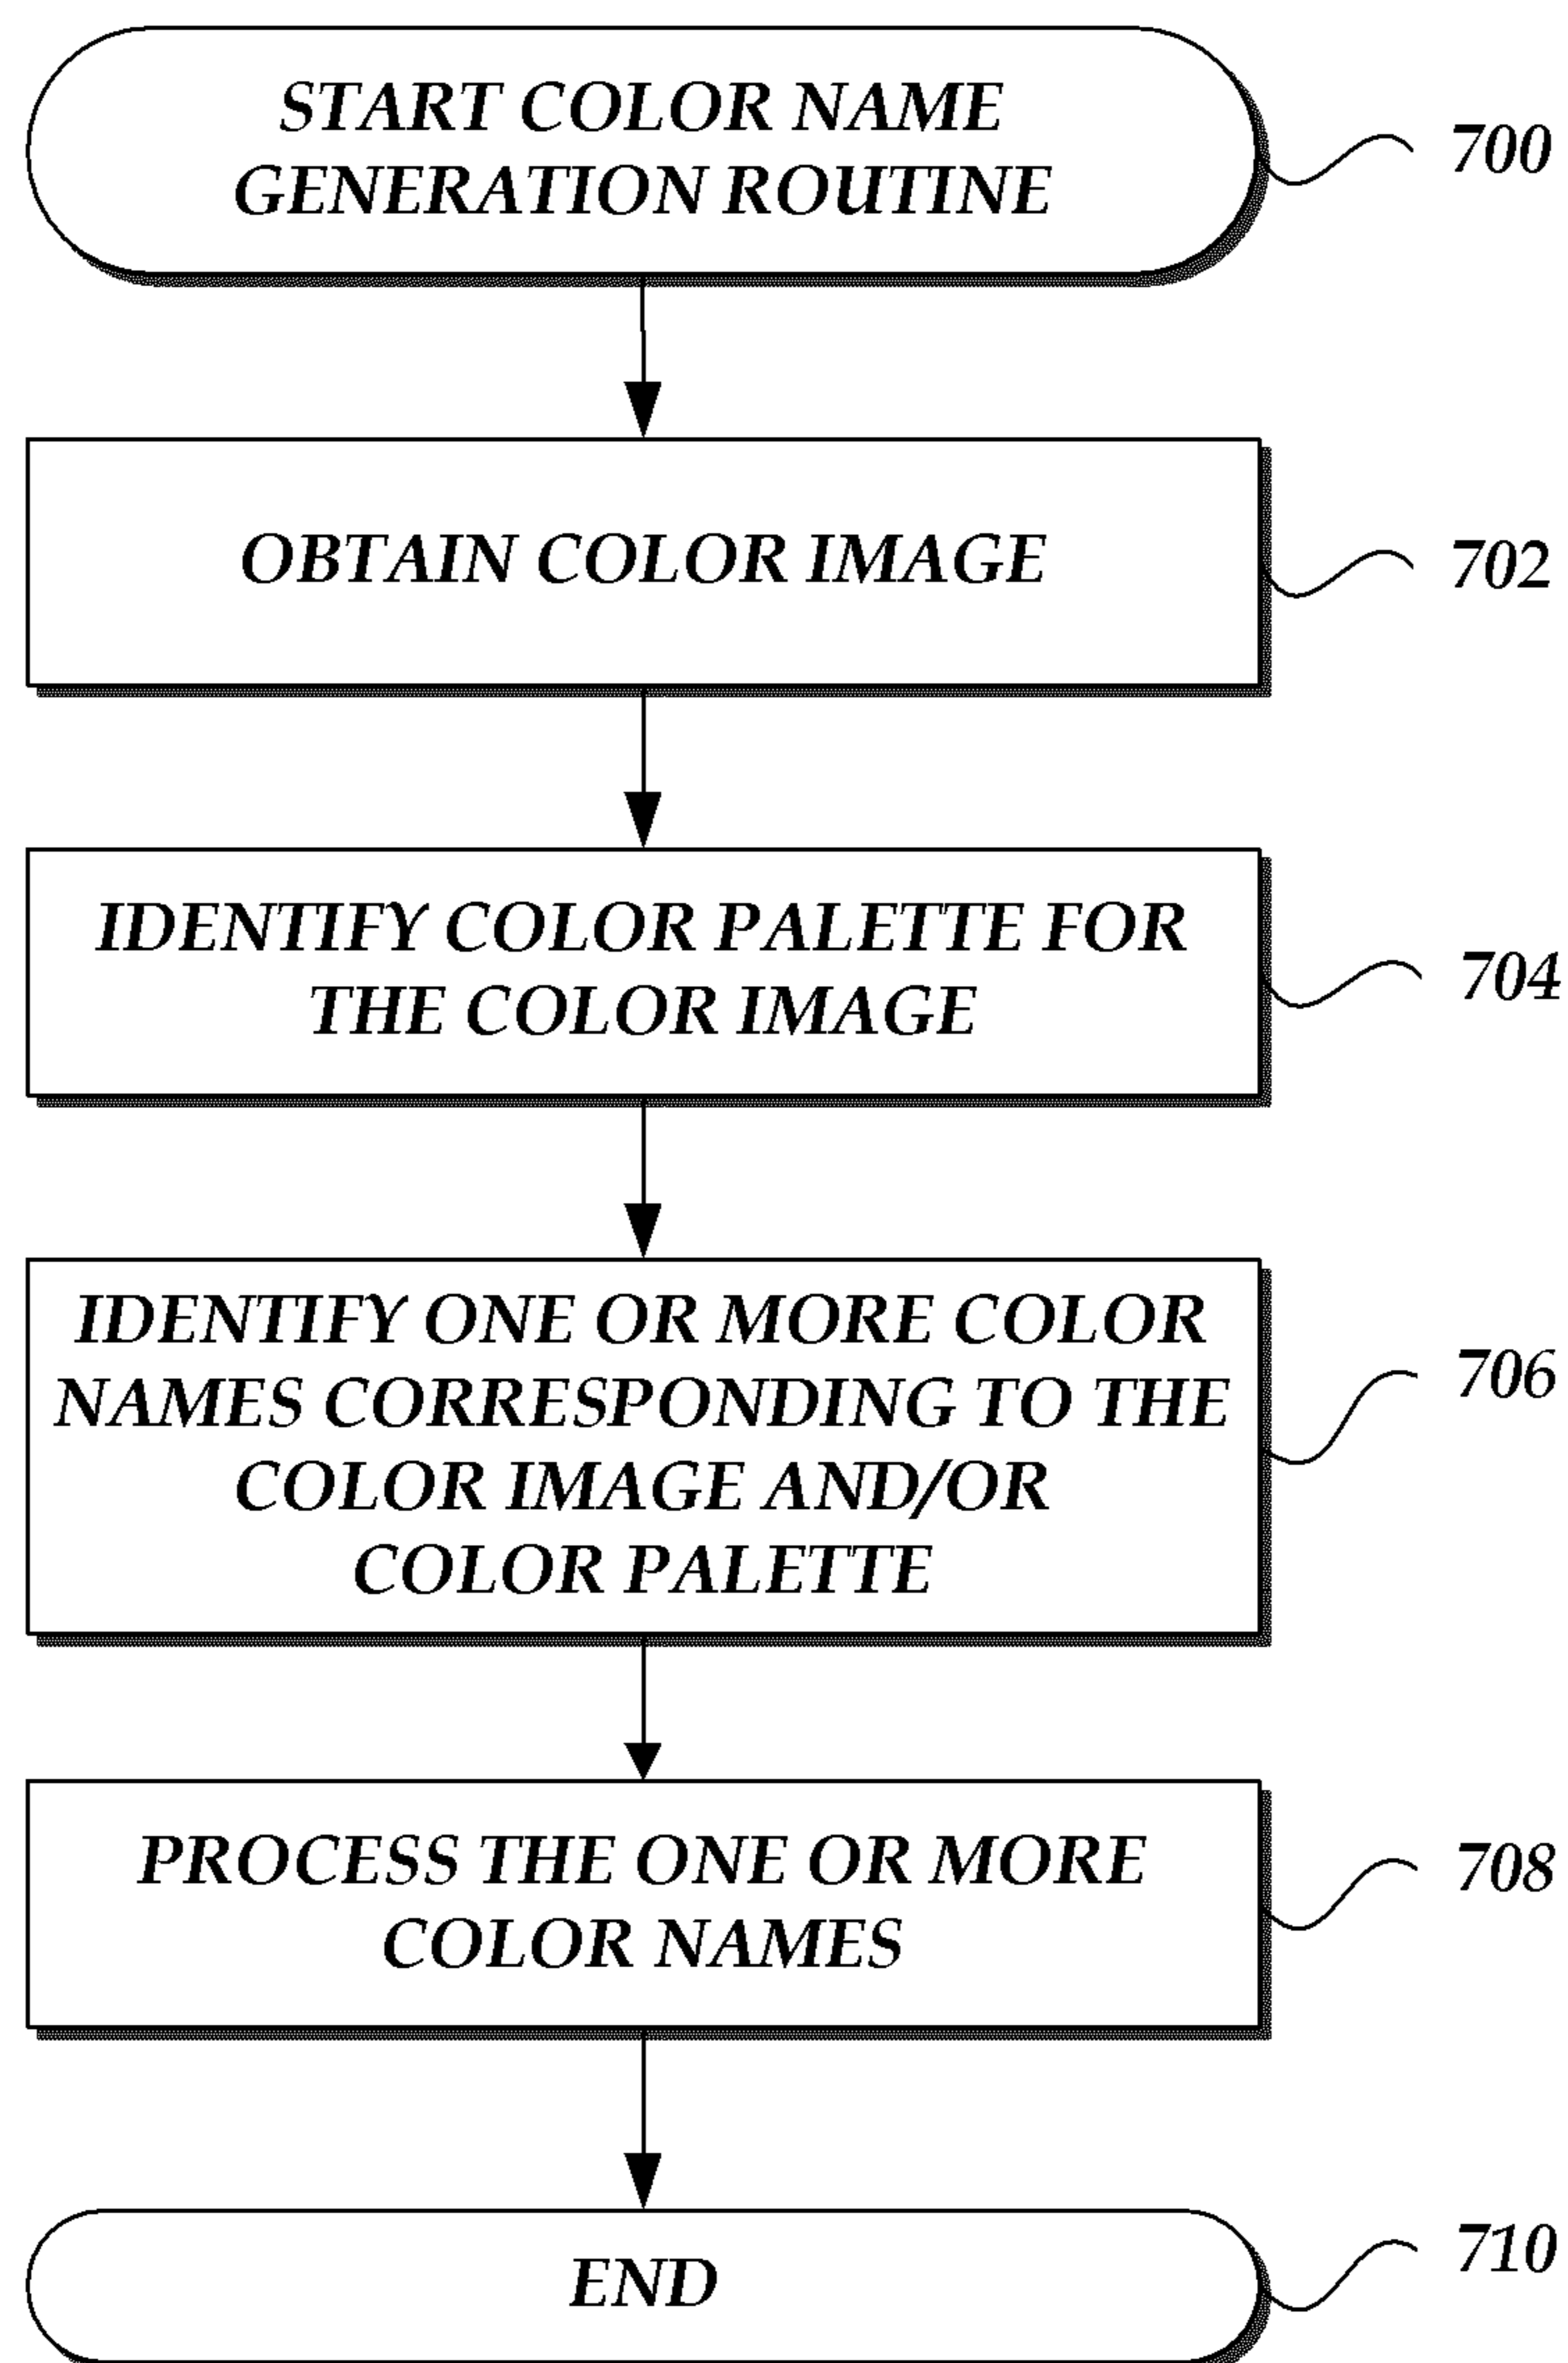 START COLOR NAME
GENERATION ROUTINE
700
OBTAIN COLOR IMAGE
702
IDENTIFY COLOR PALETTE FOR
THE COLOR IMAGE
704
IDENTIFY ONE OR MORE COLOR
NAMES CORRESPONDING TO THE
COLOR IMAGE AND/OR
COLOR PALETTE
706
PROCESS THE ONE OR MORE
COLOR NAMES
708
END
710